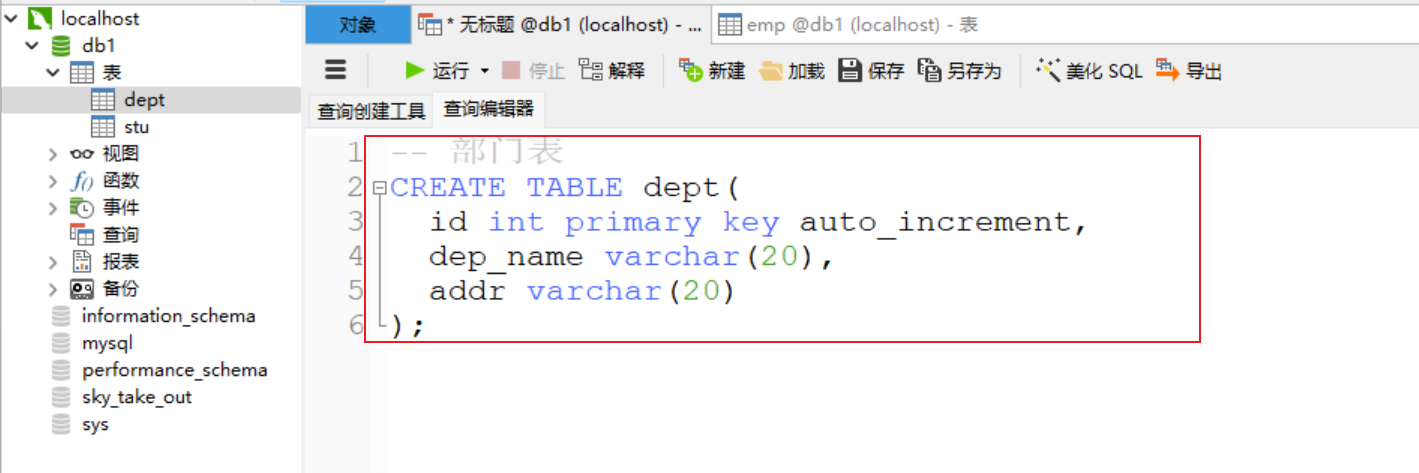 localhost
db1
表
dept
stu
视图
f() 函数
事件
查询
报表
备份
information_schema
mysql
performance_schema
sky_take_out
sys
对象 * 无标题 @db1 (localhost) - ... emp @db1 (localhost) - 表
运行 停止 解释 新建 加载 保存 另存为 美化 SQL 导出
查询创建工具 查询编辑器
1 -- 部门表
2 CREATE TABLE dept(
3 id int primary key auto_increment,
4 dep_name varchar(20),
5 addr varchar(20)
6 );